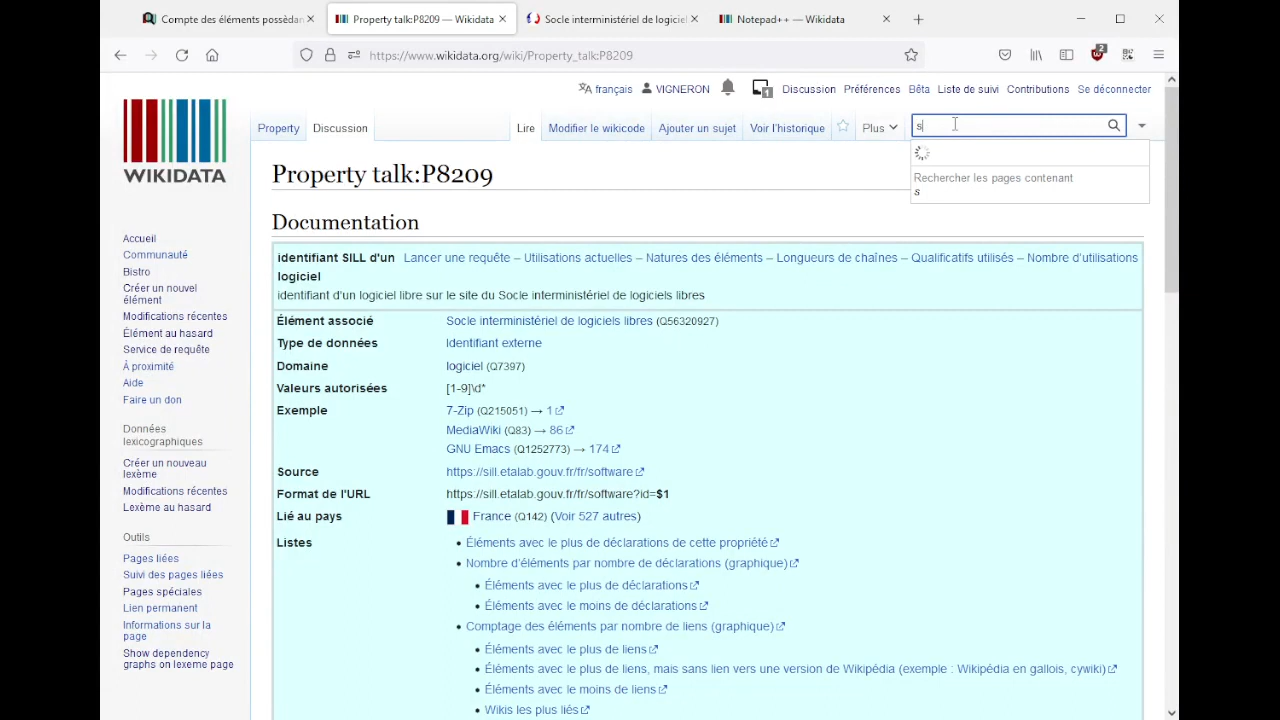 Compte des éléments possédan
Property talk:P8209 — Wikidata
Socle interministériel de logiciel
Notepad++ — Wikidata
https://www.wikidata.org/wiki/Property_talk:P8209
2
français VIGNERON 1 Discussion Préférences Bêta Liste de suivi Contributions Se déconnecter
Property Discussion Lire Modifier le wikicode Ajouter un sujet Voir l'historique Plus
s
Rechercher les pages contenant
s
WIKIDATA
Accueil
Communauté
Bistro
Créer un nouvel
élément
Modifications récentes
Élément au hasard
Service de requête
À proximité
Aide
Faire un don
Données
lexicographiques
Créer un nouveau
lexème
Modifications récentes
Lexème au hasard
Outils
Pages liées
Suivi des pages liées
Pages spéciales
Lien permanent
Informations sur la
page
Show dependency
graphs on lexeme page
Property talk:P8209
Documentation
identifiant SILL d'un
logiciel
Lancer une requête – Utilisations actuelles – Natures des éléments – Longueurs de chaînes – Qualificatifs utilisés – Nombre d'utilisations
identifiant d'un logiciel libre sur le site du Socle interministériel de logiciels libres
Élément associé Socle interministériel de logiciels libres (Q56320927)
Type de données Identifiant externe
Domaine logiciel (Q7397)
Valeurs autorisées [1-9]\d*
Exemple 7-Zip (Q215051) → 1
MediaWiki (Q83) → 86
GNU Emacs (Q1252773) → 174
Source https://sill.etalab.gouv.fr/fr/software
Format de l'URL https://sill.etalab.gouv.fr/fr/software?id=$1
Lié au pays France (Q142) (Voir 527 autres)
Listes • Éléments avec le plus de déclarations de cette propriété
• Nombre d'éléments par nombre de déclarations (graphique)
• Éléments avec le plus de déclarations
• Éléments avec le moins de déclarations
• Comptage des éléments par nombre de liens (graphique)
• Éléments avec le plus de liens
• Éléments avec le plus de liens, mais sans lien vers une version de Wikipédia (exemple : Wikipédia en gallois, cywiki)
• Éléments avec le moins de liens
• Wikis les plus liés